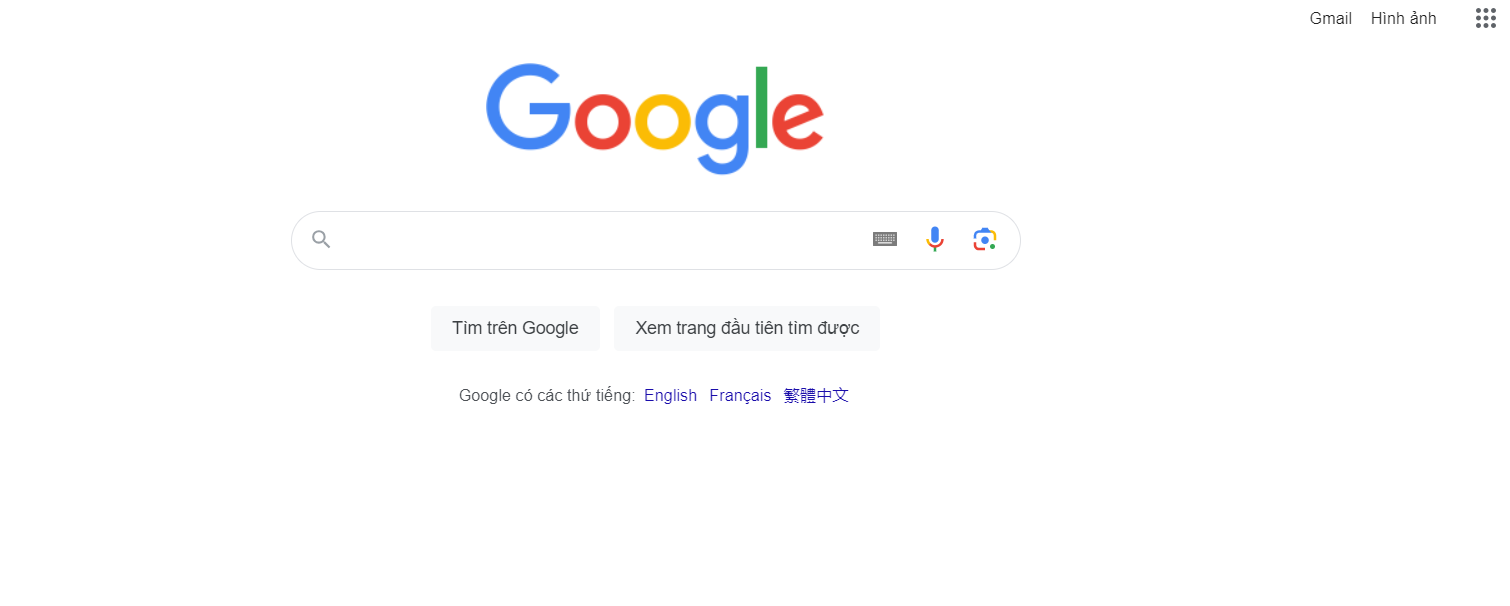 Gmail Hình ảnh
Google
Tìm trên Google Xem trang đầu tiên tìm được
Google có các thứ tiếng: English Français 繁體中文